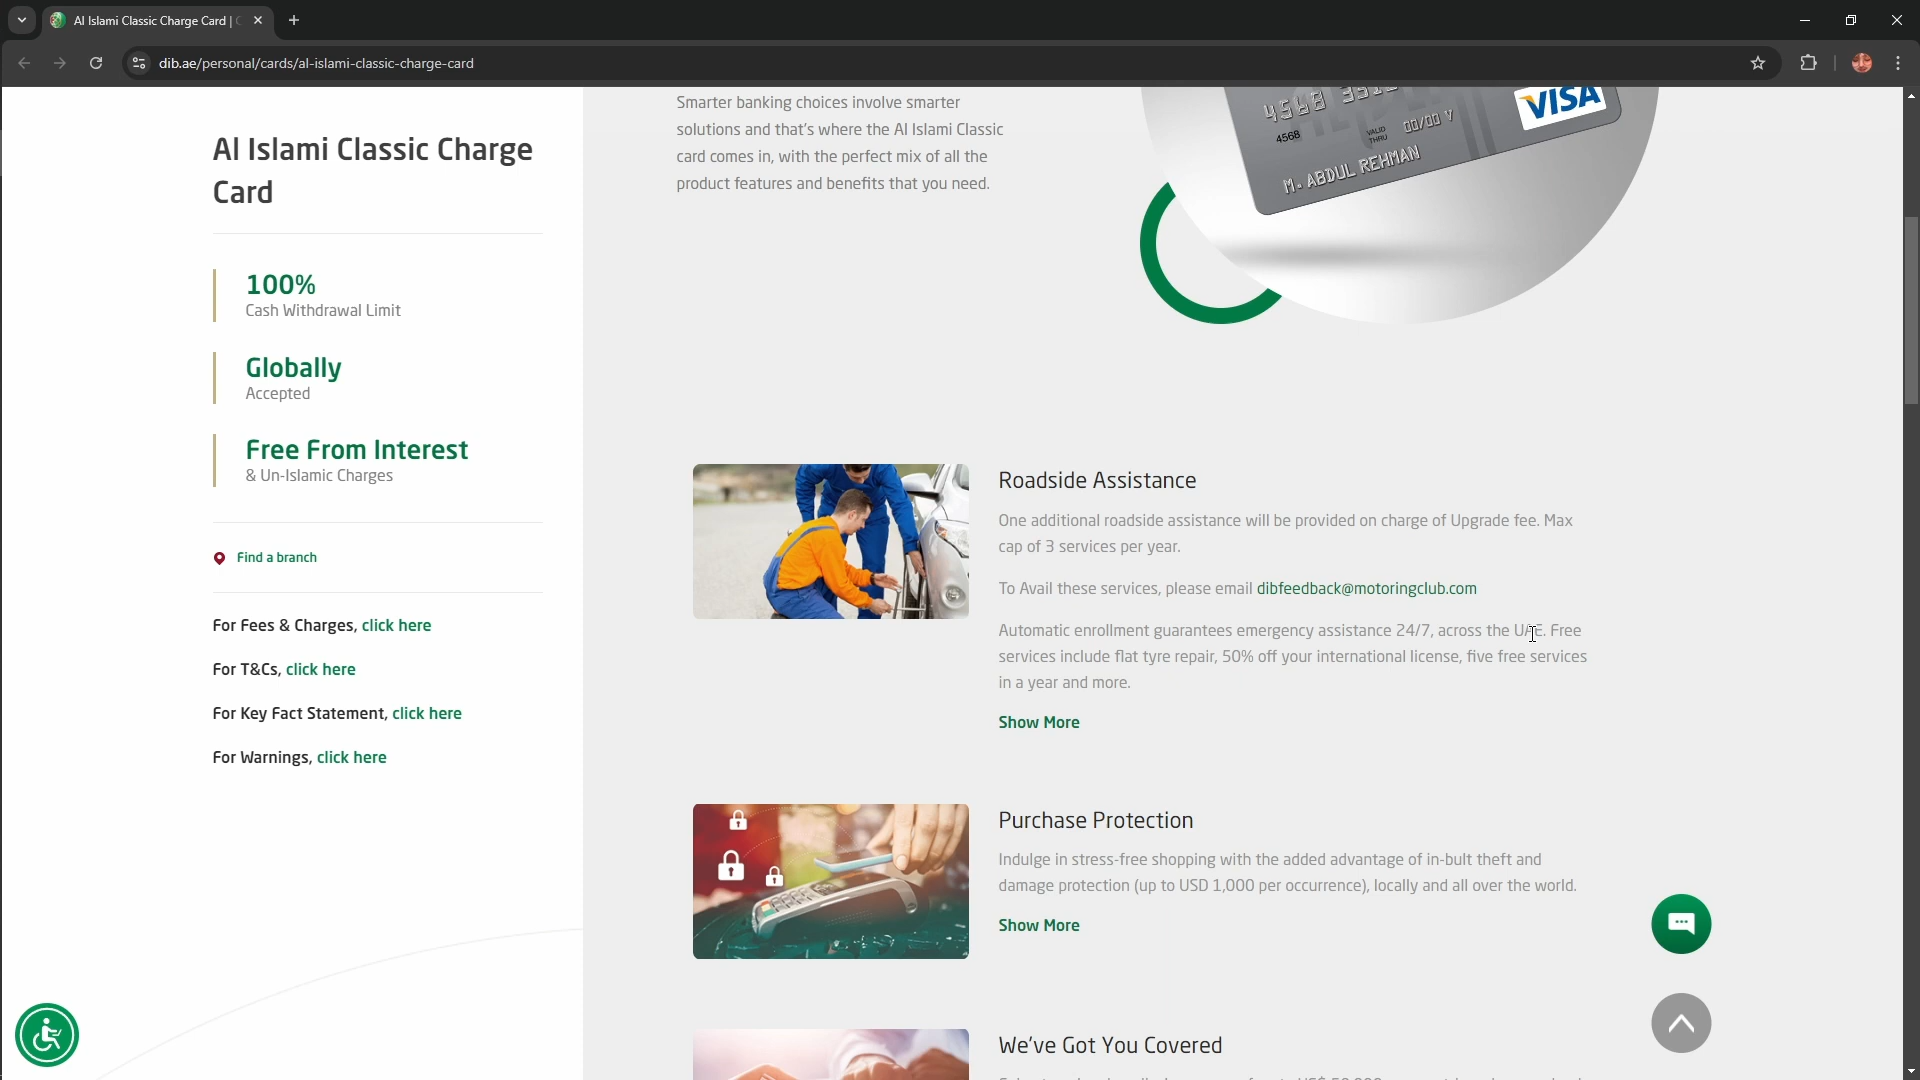 Al Islami Classic Charge Card |
dib.ae/personal/cards/al-islami-classic-charge-card
Al Islami Classic Charge
Card
100%
Cash Withdrawal Limit
Globally
Accepted
Free From Interest
& Un-Islamic Charges
Find a branch
For Fees & Charges, click here
For T&Cs, click here
For Key Fact Statement, click here
For Warnings, click here
Smarter banking choices involve smarter
solutions and that's where the Al Islami Classic
card comes in, with the perfect mix of all the
product features and benefits that you need.
4568
VISA
4568
VALID
THRU
00/00 V
M. ABDUL REHMAN
Roadside Assistance
One additional roadside assistance will be provided on charge of Upgrade fee. Max
cap of 3 services per year.
To Avail these services, please email dibfeedback@motoringclub.com
Automatic enrollment guarantees emergency assistance 24/7, across the UAE. Free
services include flat tyre repair, 50% off your international license, five free services
in a year and more.
Show More
Purchase Protection
Indulge in stress-free shopping with the added advantage of in-bult theft and
damage protection (up to USD 1,000 per occurrence), locally and all over the world.
Show More
We've Got You Covered